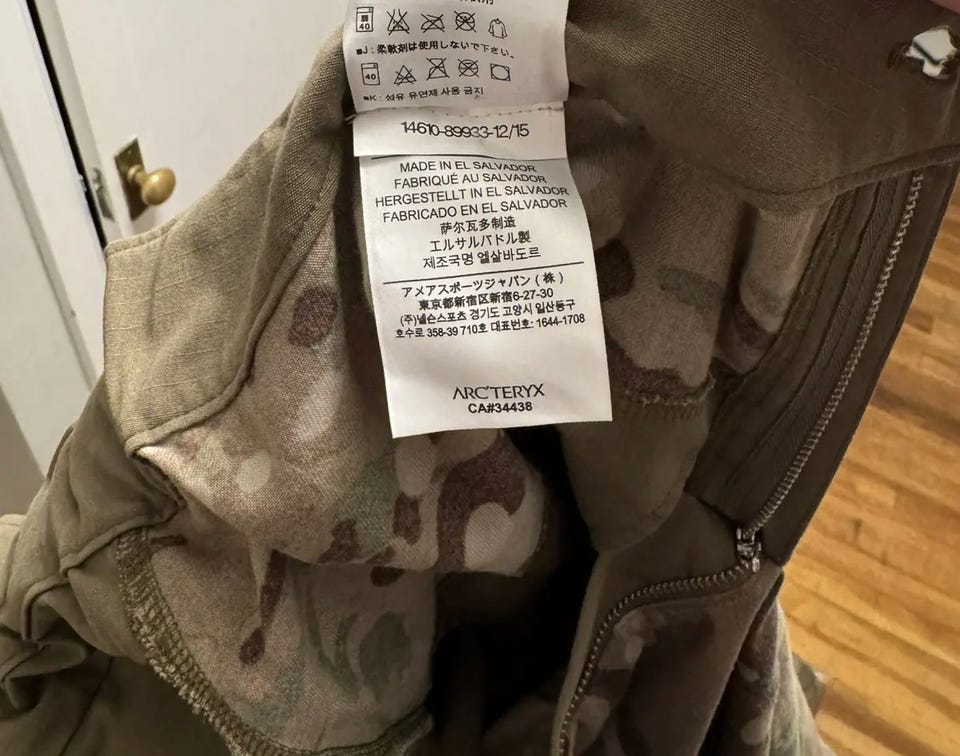 40
■J : 柔軟剤は使用しないで下さい。
40
■K : 섬유 유연제 사용 금지
14610-89933-12/15
MADE IN EL SALVADOR
FABRIQUÉ AU SALVADOR
HERGESTELLT IN EL SALVADOR
FABRICADO EN EL SALVADOR
萨尔瓦多制造
エルサルバドル製
제조국명 엘살바도르
アメアスポーツジャパン (株)
東京都新宿区新宿6-27-30
(주)넬슨스포츠 경기도 고양시 일산동구
호수로 358-39 710호 대표번호: 1644-1708
ARC'TERYX
CA#34438